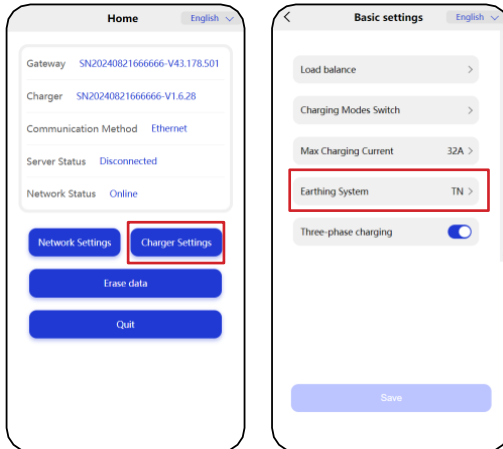 Home
English
Gateway SN20240821666666-V43.178.501
Charger SN20240821666666-V1.6.28
Communication Method Ethernet
Server Status Disconnected
Network Status Online
Network Settings
Charger Settings
Erase data
Quit
Basic settings
English
Load balance
Charging Modes Switch
Max Charging Current 32A
Earthing System TN
Three-phase charging
Save